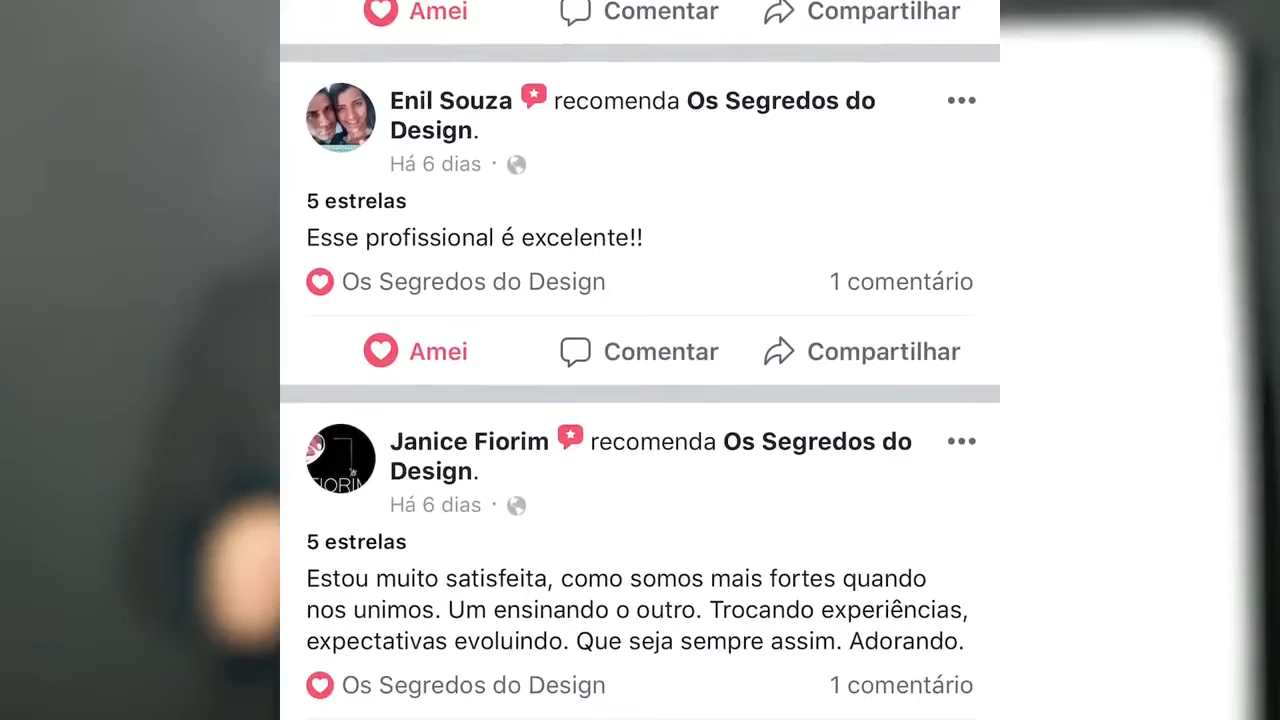 Amei Comentar Compartilhar
Enil Souza recomenda Os Segredos do
Design.
Há 6 dias ·
5 estrelas
Esse profissional é excelente!!
Os Segredos do Design 1 comentário
Amei Comentar Compartilhar
Janice Fiorim recomenda Os Segredos do
Design.
FIORIM
Há 6 dias ·
5 estrelas
Estou muito satisfeita, como somos mais fortes quando
nos unimos. Um ensinando o outro. Trocando experiências,
expectativas evoluindo. Que seja sempre assim. Adorando.
Os Segredos do Design 1 comentário